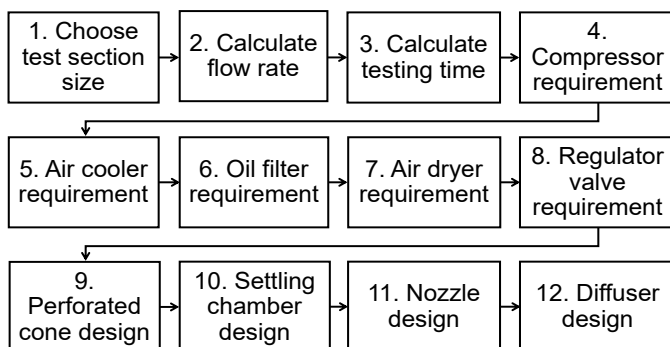 1. Choose
test section
size
2. Calculate
flow rate
3. Calculate
testing time
4.
Compressor
requirement
5. Air cooler
requirement
6. Oil filter
requirement
7. Air dryer
requirement
8. Regulator
valve
requirement
9.
Perforated
cone design
10. Settling
chamber
design
11. Nozzle
design
12. Diffuser
design